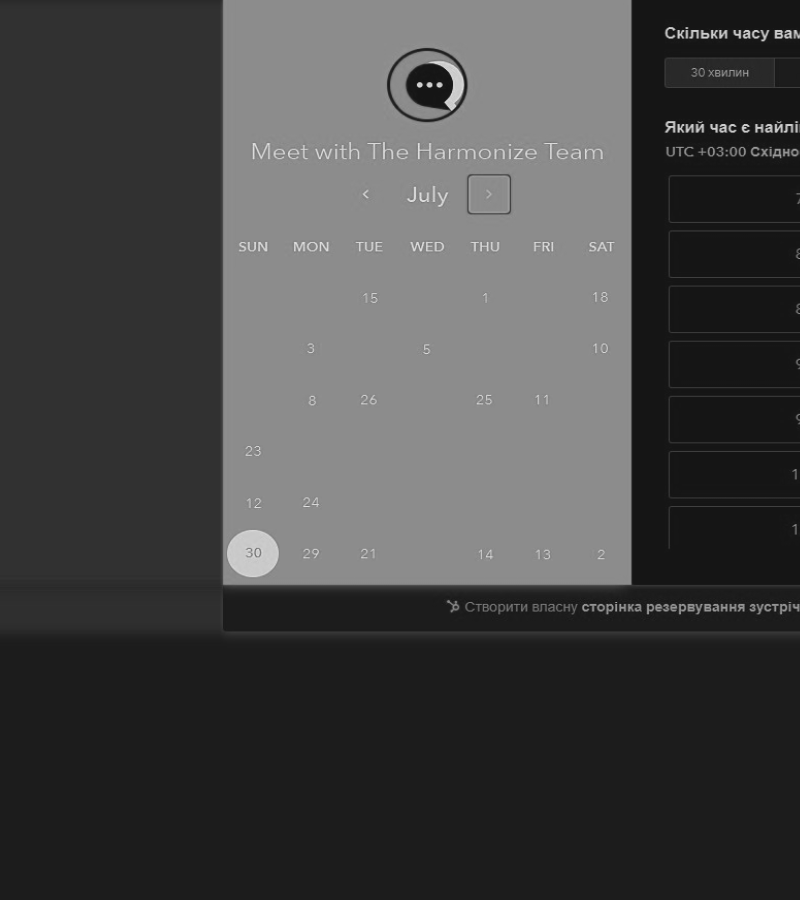 Meet with The Harmonize Team
< July >
SUN MON TUE WED THU FRI SAT
15 1 18
3 5 10
8 26 25 11
23
12 24
30 29 21 14 13 2
Скільки часу вам
30 хвилин
Який час є найлі
UTC +03:00 Східно
7
8
8
9
9
1
1
Створити власну сторінка резервування зустріч